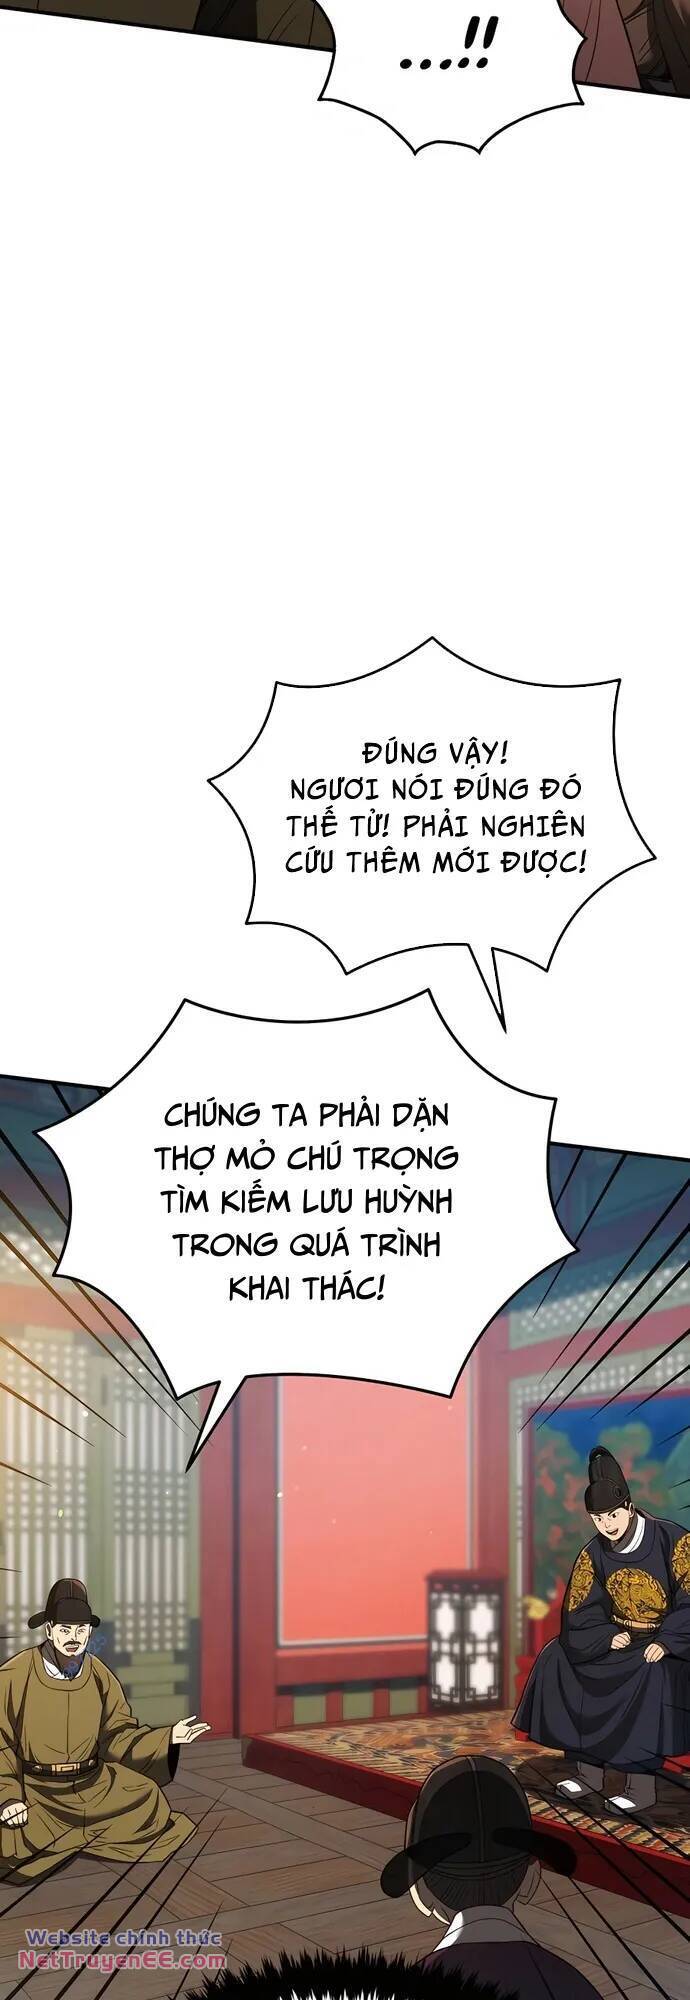 ...!!
ĐÚNG VẬY!
NGƯƠI NÓI ĐÚNG ĐÓ
THẾ TỬ! PHẢI NGHIÊN
CỨU THÊM MỚI ĐƯỢC!
CHÚNG TA PHẢI DẶN
THỢ MỎ CHÚ TRỌNG
TÌM KIẾM LƯU HUỲNH
TRONG QUÁ TRÌNH
KHAI THÁC!
Website chính thức
NetTruyenEE.com